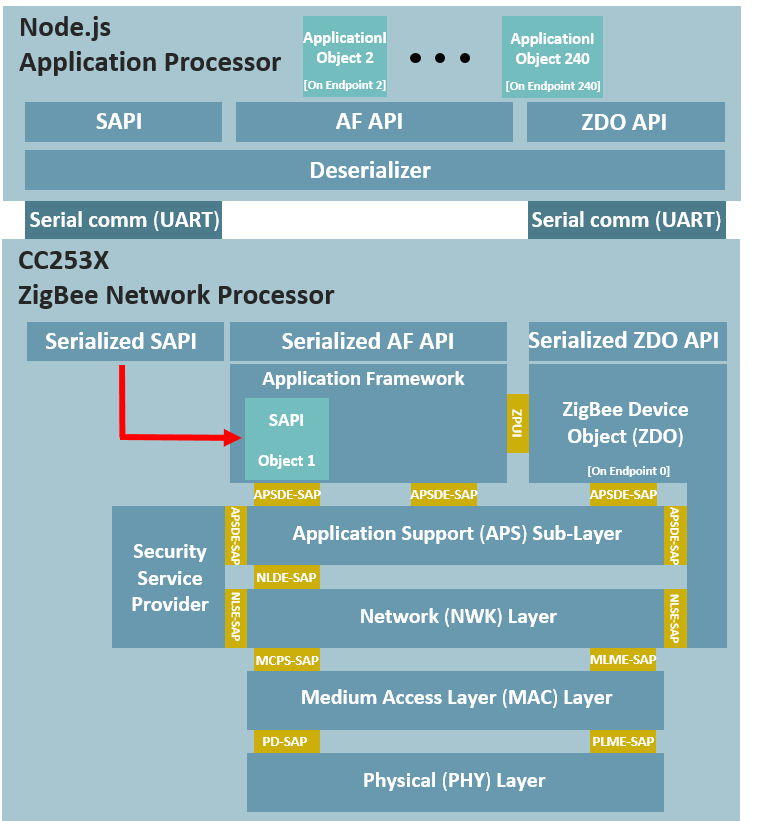 Node.js
Application Processor
ApplicationI
Object 2
[On Endpoint 2]
• • •
ApplicationI
Object 240
[On Endpoint 240]
SAPI
AF API
ZDO API
Deserializer
Serial comm (UART)
Serial comm (UART)
CC253X
ZigBee Network Processor
Serialized SAPI
Serialized AF API
Serialized ZDO API
Application Framework
SAPI
Object 1
ZPUI
ZigBee Device
Object (ZDO)
[On Endpoint 0]
APSDE-SAP
APSDE-SAP
APSDE-SAP
Security
Service
Provider
APSDE-SAP
Application Support (APS) Sub-Layer
APSDE-SAP
NLDE-SAP
NLSE-SAP
Network (NWK) Layer
NLSE-SAP
MCPS-SAP
MLME-SAP
Medium Access Layer (MAC) Layer
PD-SAP
PLME-SAP
Physical (PHY) Layer